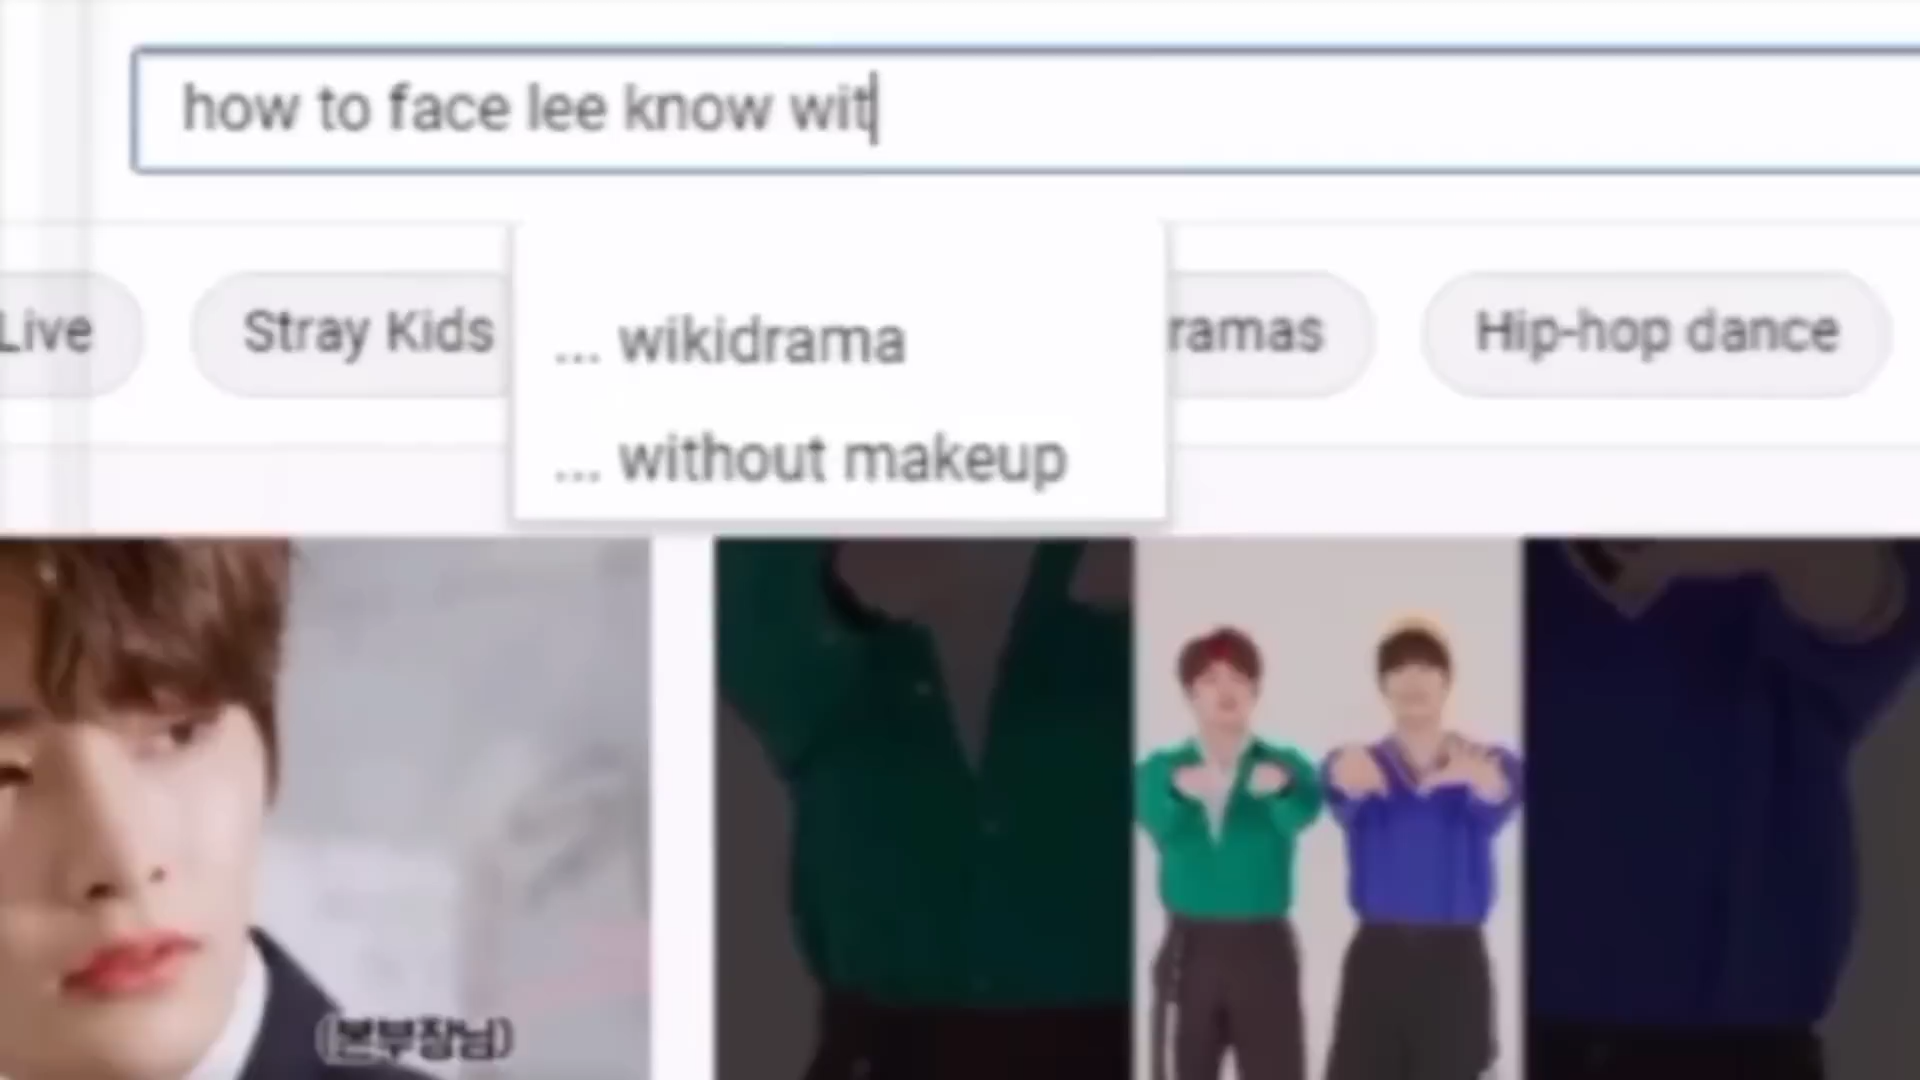 how to face lee know wit
Live
Stray Kids
ramas
Hip-hop dance
... wikidrama
... without makeup
(본부장님)